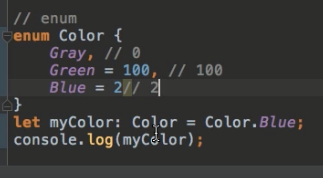 // enum
enum Color {
    Gray, // 0
    Green = 100, // 100
    Blue = 2// 2
}
let myColor: Color = Color.Blue;
console.log(myColor);